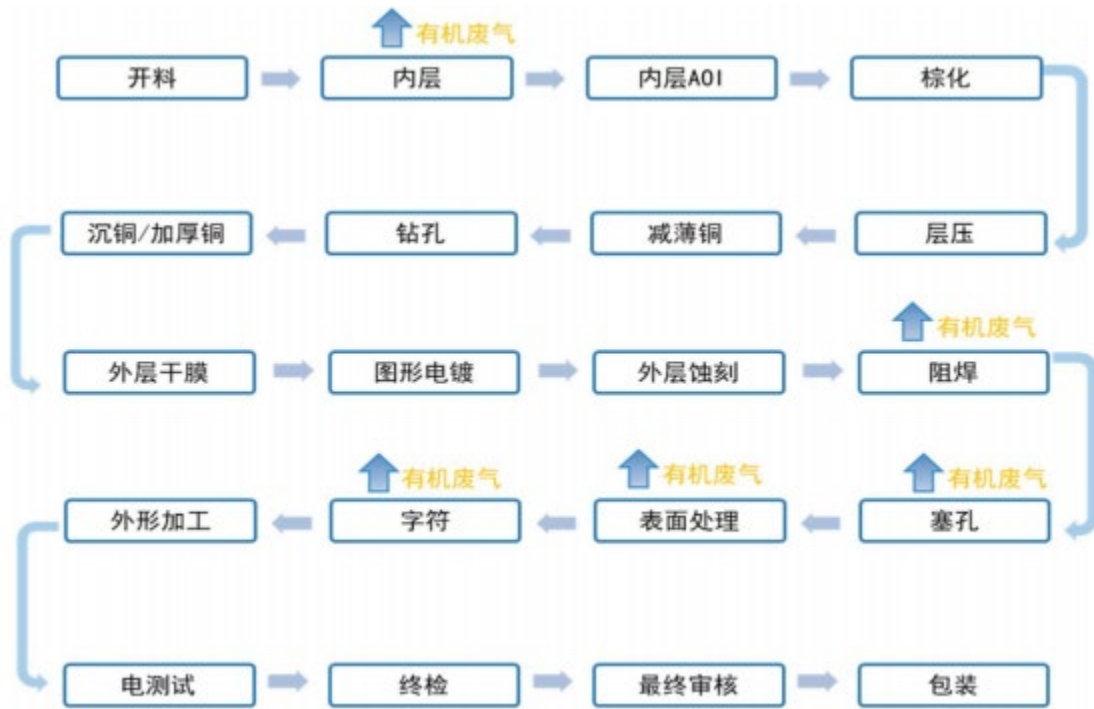 有机废气
开料 内层 内层AOI 棕化
沉铜/加厚铜 钻孔 减薄铜 层压
有机废气
外层干膜 图形电镀 外层蚀刻 阻焊
有机废气 有机废气 有机废气
外形加工 字符 表面处理 塞孔
电测试 终检 最终审核 包装